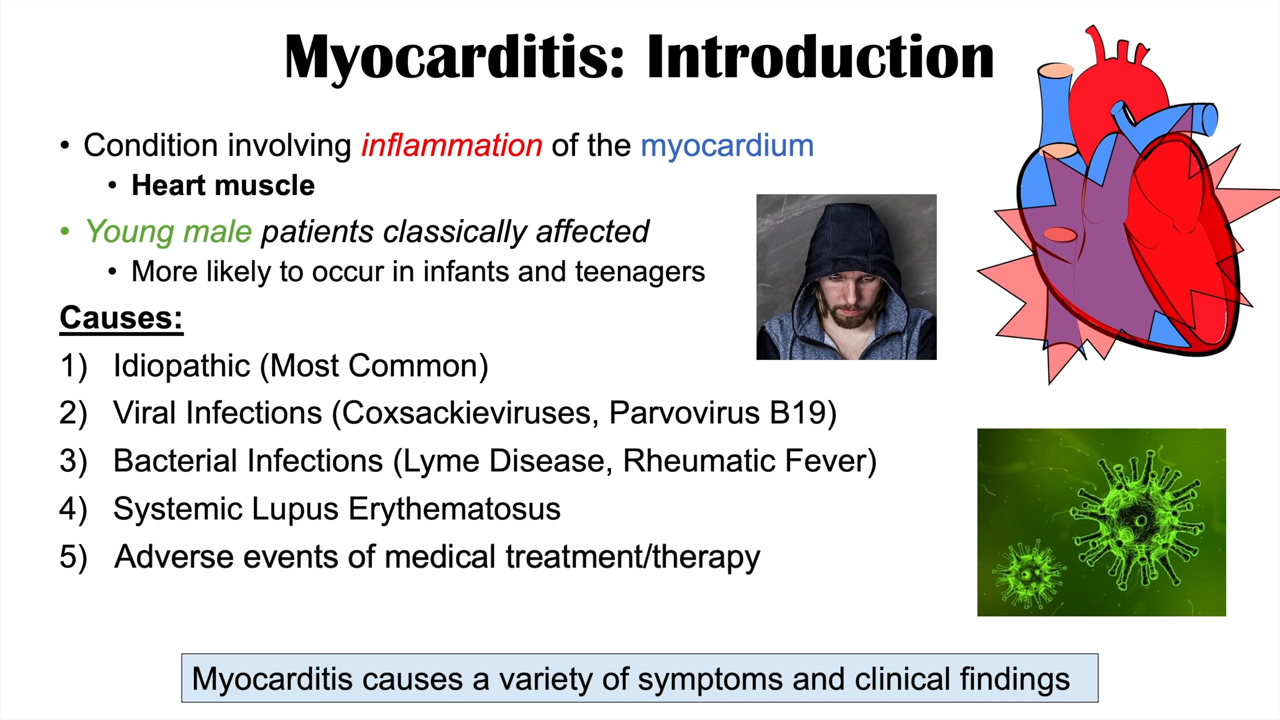 Myocarditis: Introduction
• Condition involving inflammation of the myocardium
• Heart muscle
• Young male patients classically affected
• More likely to occur in infants and teenagers
Causes:
1) Idiopathic (Most Common)
2) Viral Infections (Coxsackieviruses, Parvovirus B19)
3) Bacterial Infections (Lyme Disease, Rheumatic Fever)
4) Systemic Lupus Erythematosus
5) Adverse events of medical treatment/therapy
Myocarditis causes a variety of symptoms and clinical findings